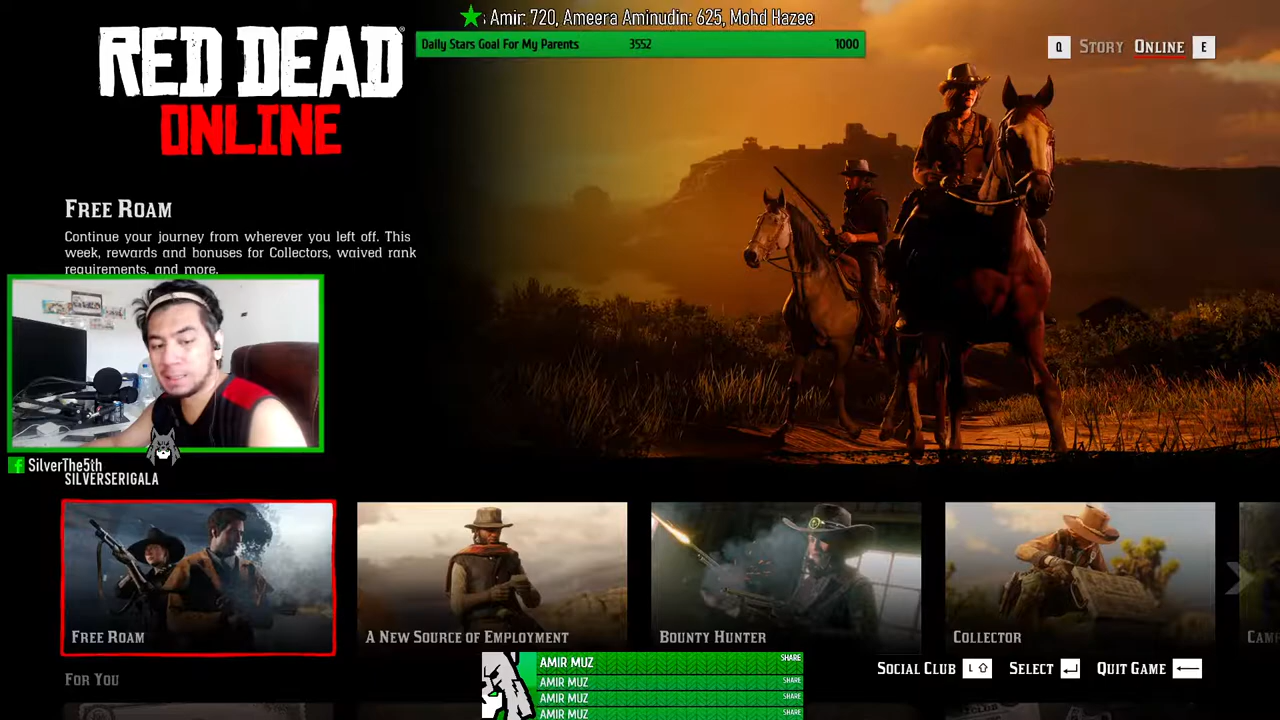 : Amir: 720, Ameera Aminudin: 625, Mohd Hazee
Daily Stars Goal For My Parents 3552 1000
Q STORY ONLINE E
RED DEAD
ONLINE
FREE ROAM
Continue your journey from wherever you left off. This
week, rewards and bonuses for Collectors, waived rank
requirements, and more.
f SilverThe5th
SILVERSERIGALA
FREE ROAM
A NEW SOURCE OF EMPLOYMENT
BOUNTY HUNTER
COLLECTOR
SOCIAL CLUB L
SELECT
QUIT GAME
FOR YOU
AMIR MUZ SHARE
AMIR MUZ SHARE
AMIR MUZ SHARE
AMIR MUZ SHARE